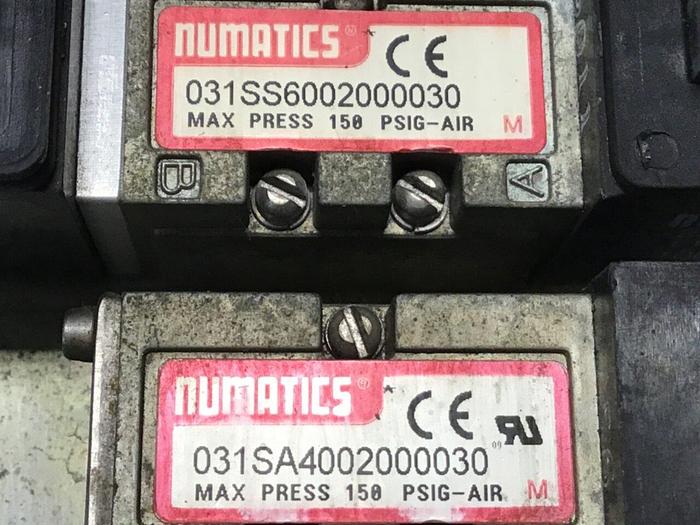 NUMATICS ® CE
031SS6002000030
MAX PRESS 150 PSIG-AIR M
B A
NUMATICS ® CE
031SA4002000030
MAX PRESS 150 PSIG-AIR M